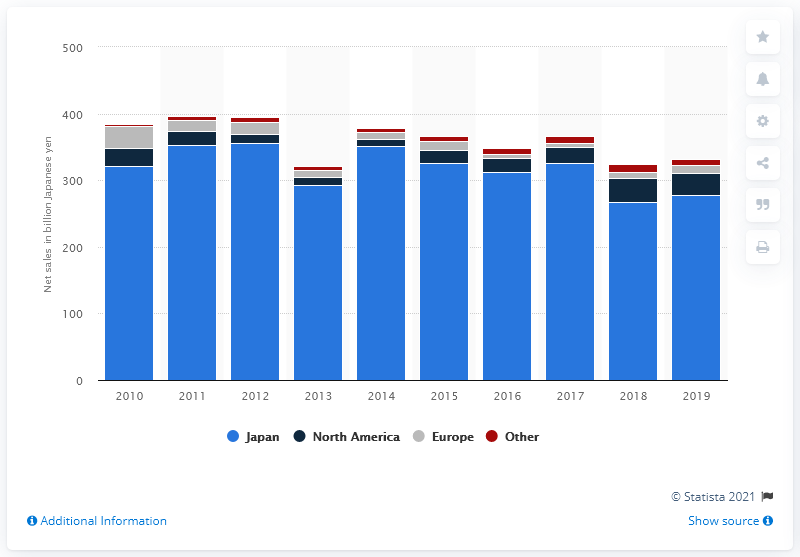 500
400
300
200
100
0
Net sales in billion Japanese yen
2010 2011 2012 2013 2014 2015 2016 2017 2018 2019
Japan North America Europe Other
© Statista 2021
Additional Information Show source